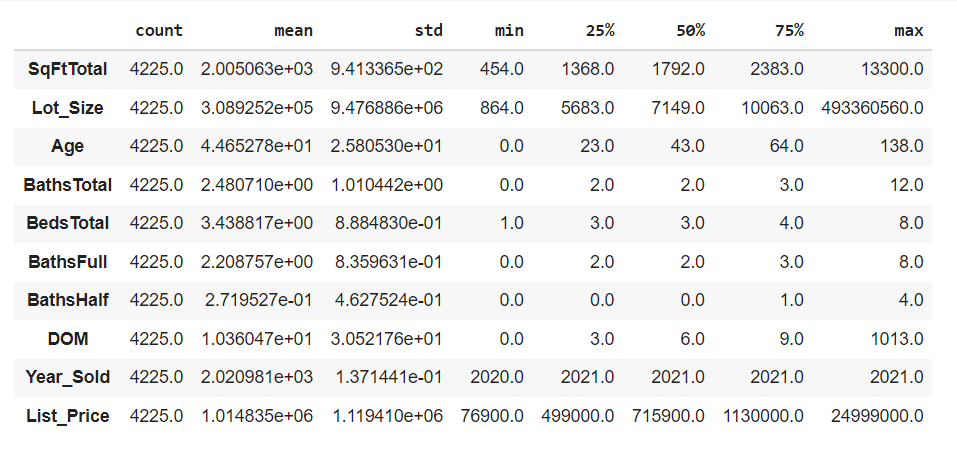 count mean std min 25% 50% 75% max
SqFtTotal 4225.0 2.005063e+03 9.413365e+02 454.0 1368.0 1792.0 2383.0 13300.0
Lot_Size 4225.0 3.089252e+05 9.476886e+06 864.0 5683.0 7149.0 10063.0 493360560.0
Age 4225.0 4.465278e+01 2.580530e+01 0.0 23.0 43.0 64.0 138.0
BathsTotal 4225.0 2.480710e+00 1.010442e+00 0.0 2.0 2.0 3.0 12.0
BedsTotal 4225.0 3.438817e+00 8.884830e-01 1.0 3.0 3.0 4.0 8.0
BathsFull 4225.0 2.208757e+00 8.359631e-01 0.0 2.0 2.0 3.0 8.0
BathsHalf 4225.0 2.719527e-01 4.627524e-01 0.0 0.0 0.0 1.0 4.0
DOM 4225.0 1.036047e+01 3.052176e+01 0.0 3.0 6.0 9.0 1013.0
Year_Sold 4225.0 2.020981e+03 1.371441e-01 2020.0 2021.0 2021.0 2021.0 2021.0
List_Price 4225.0 1.014835e+06 1.119410e+06 76900.0 499000.0 715900.0 1130000.0 24999000.0